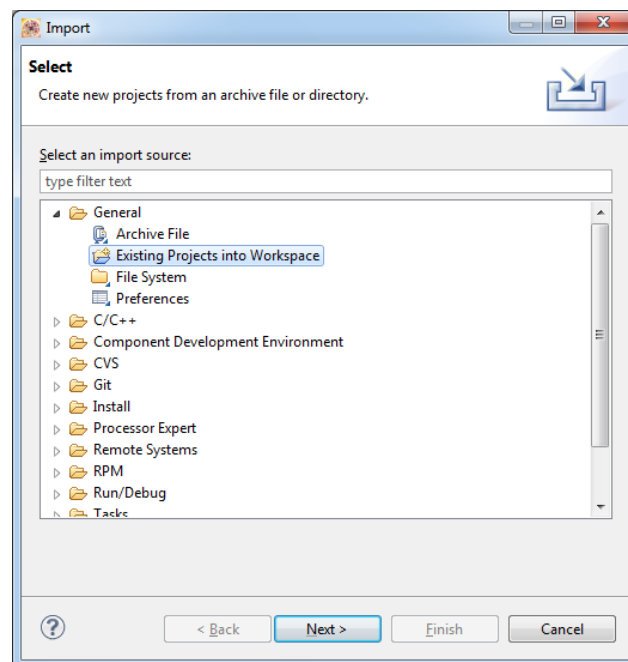 Import
Select
Create new projects from an archive file or directory.
Select an import source:
type filter text
General
Archive File
Existing Projects into Workspace
File System
Preferences
C/C++
Component Development Environment
CVS
Git
Install
Processor Expert
Remote Systems
RPM
Run/Debug
Tasks
? < Back Next > Finish Cancel